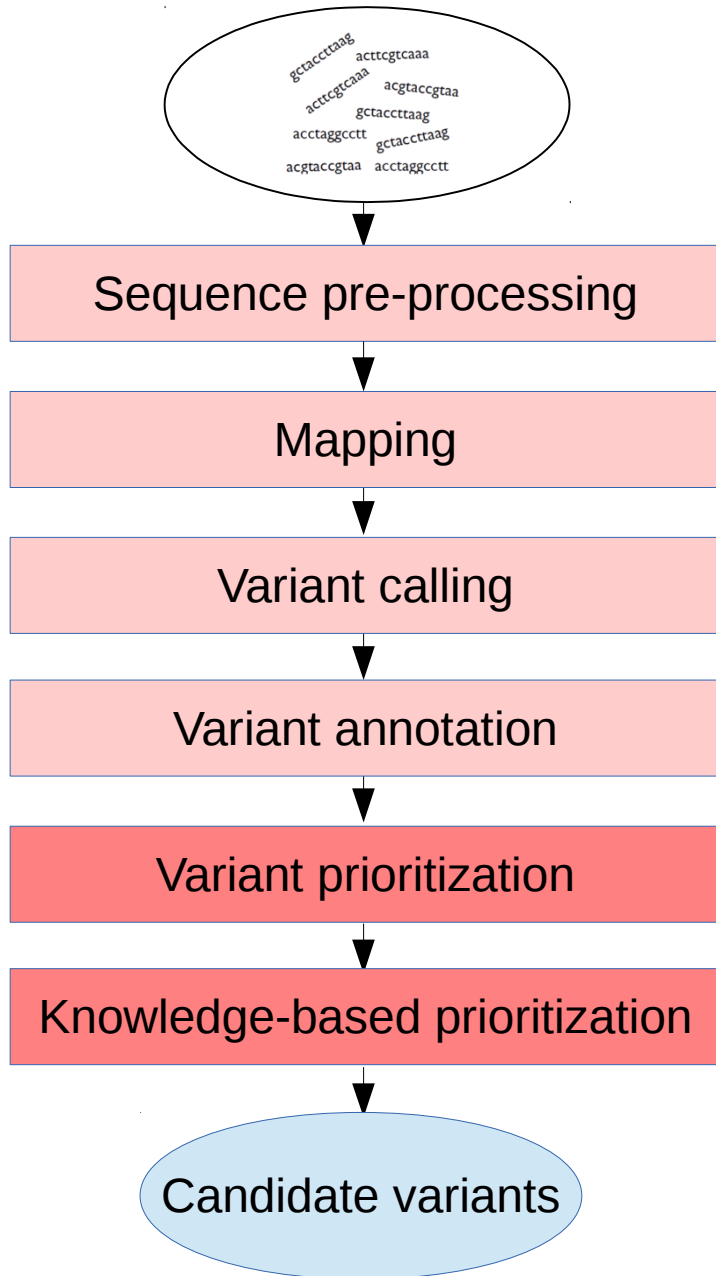 gctaccttaag
acttcgtcaaa
acttcgtcaaa
acgtaccgtaa
gctaccttaag
acctaggcctt
gctaccttaag
acgtaccgtaa
acctaggcctt
Sequence pre-processing
Mapping
Variant calling
Variant annotation
Variant prioritization
Knowledge-based prioritization
Candidate variants